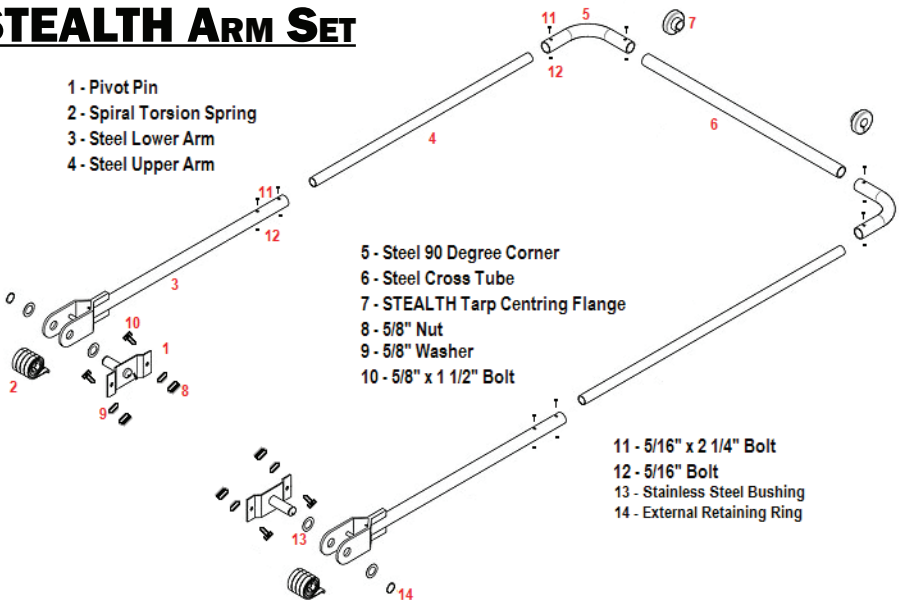 STEALTH ARM SET
11
5
7
12
6
4
1 - Pivot Pin
2 - Spiral Torsion Spring
3 - Steel Lower Arm
4 - Steel Upper Arm
11
12
3
5 - Steel 90 Degree Corner
6 - Steel Cross Tube
7 - STEALTH Tarp Centring Flange
8 - 5/8" Nut
9 - 5/8" Washer
10 - 5/8" x 1 1/2" Bolt
10
1
2
8
9
11 - 5/16" x 2 1/4" Bolt
12 - 5/16" Bolt
13 - Stainless Steel Bushing
14 - External Retaining Ring
13
14